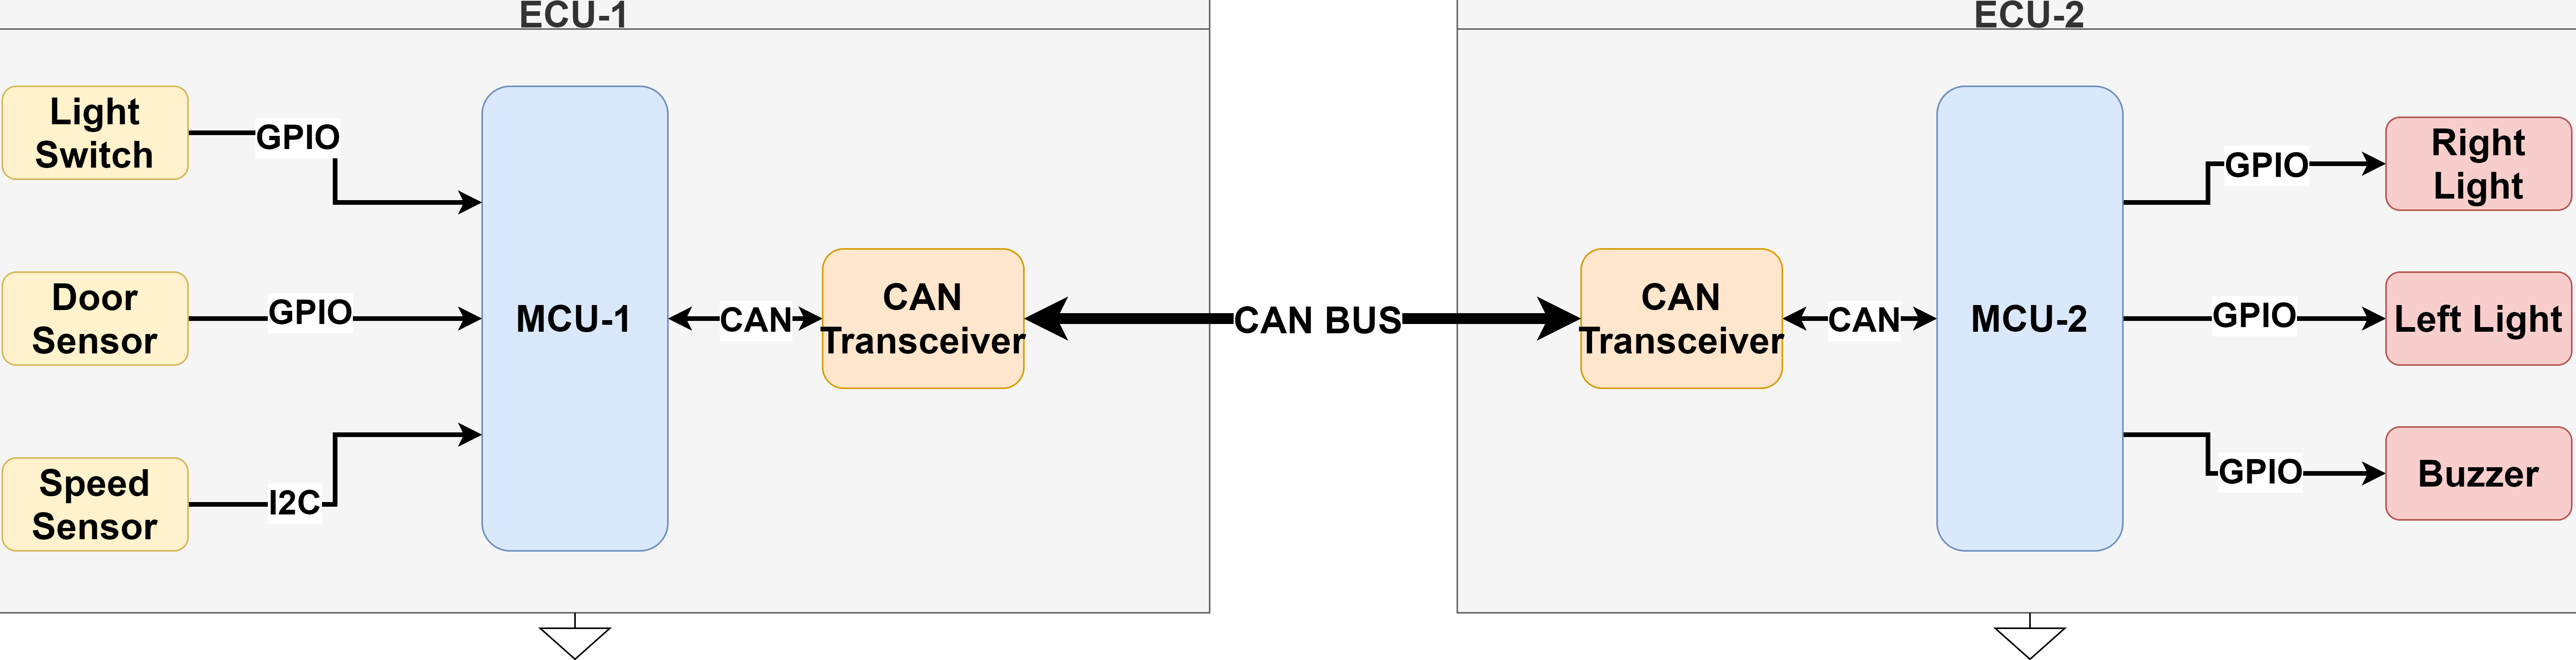 ECU-1
ECU-2
Light
Switch
GPIO
Door
Sensor
GPIO
Speed
Sensor
I2C
MCU-1
CAN
CAN
Transceiver
CAN BUS
CAN
Transceiver
CAN
MCU-2
GPIO
Right
Light
GPIO
Left Light
GPIO
Buzzer